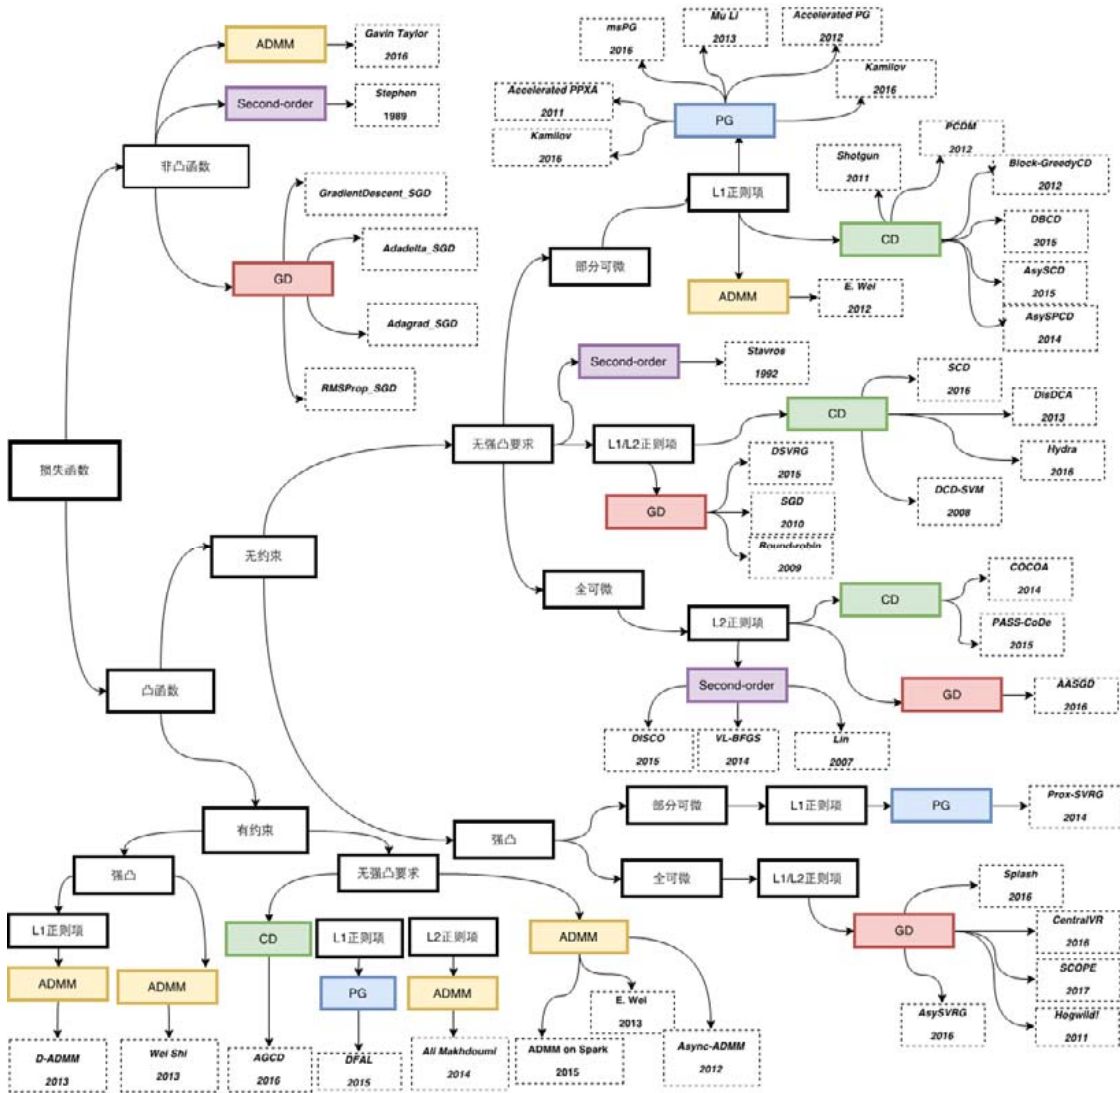 ADMM
Gavin Taylor
2016
Second-order
Stephen
1989
非凸函数
GradientDescent_SGD
Adadelta_SGD
GD
Adagrad_SGD
RMSProp_SGD
损失函数
无约束
凸函数
有约束
msPG
2016
Mu Li
2013
Accelerated PG
2012
Kamilov
2016
Accelerated PPXA
2011
Kamilov
2016
PG
L1正则项
部分可微
ADMM
E. Wei
2012
Shotgun
2011
PCDM
2012
Block-GreedyCD
2012
CD
DBCD
2015
AsySCD
2015
AsySPCD
2014
无强凸要求
Second-order
Stavros
1992
L1/L2正则项
CD
SCD
2016
DisDCA
2013
Hydra
2016
DCD-SVM
2008
GD
DSVRG
2015
SGD
2010
Round-robin
2009
全可微
L2正则项
CD
COCOA
2014
PASS-CoDe
2015
Second-order
GD
AASGD
2016
DISCO
2015
VL-BFGS
2014
Lin
2007
强凸
部分可微
L1正则项
PG
Prox-SVRG
2014
全可微
L1/L2正则项
GD
Splash
2016
CentralVR
2016
SCOPE
2017
Hogwild!
2011
AsySVRG
2016
强凸
无强凸要求
L1正则项
ADMM
ADMM
D-ADMM
2013
Wei Shi
2013
CD
L1正则项
L2正则项
ADMM
PG
ADMM
AGCD
2016
DFAL
2015
Ali Makhdoumi
2014
ADMM on Spark
2015
E. Wei
2013
Async-ADMM
2012